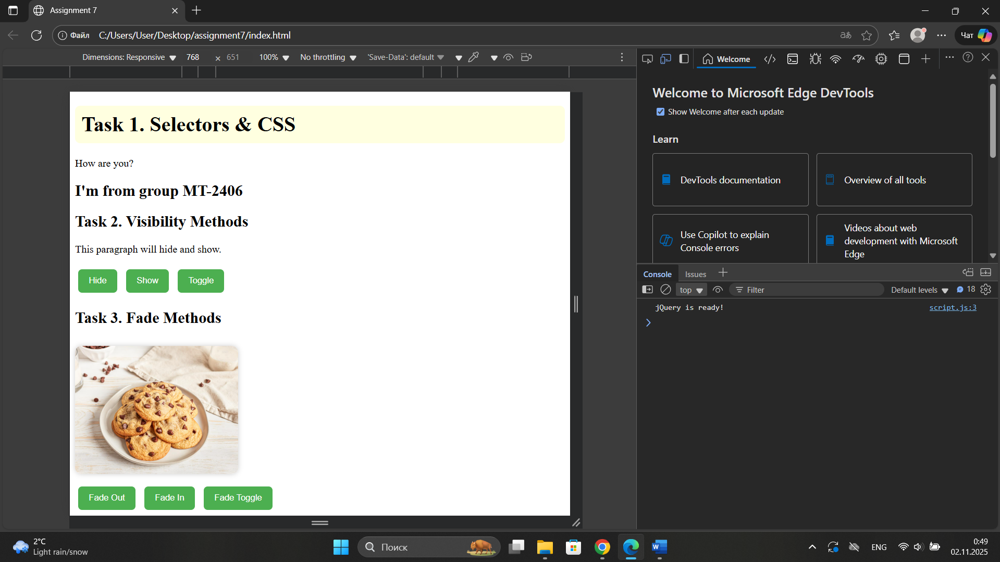 Assignment 7
Файл C:/Users/User/Desktop/assignment7/index.html
аあ
Чат
Dimensions: Responsive 768 × 651 100% No throttling 'Save-Data': default
Welcome
Task 1. Selectors & CSS
How are you?
I'm from group MT-2406
Task 2. Visibility Methods
This paragraph will hide and show.
Hide Show Toggle
Task 3. Fade Methods
Fade Out Fade In Fade Toggle
Welcome to Microsoft Edge DevTools
Show Welcome after each update
Learn
DevTools documentation
Overview of all tools
Use Copilot to explain
Console errors
Videos about web
development with Microsoft
Edge
Console Issues
top Filter Default levels 18
jQuery is ready! script.js:3
2°C
Light rain/snow
Поиск
ENG
0:49
02.11.2025